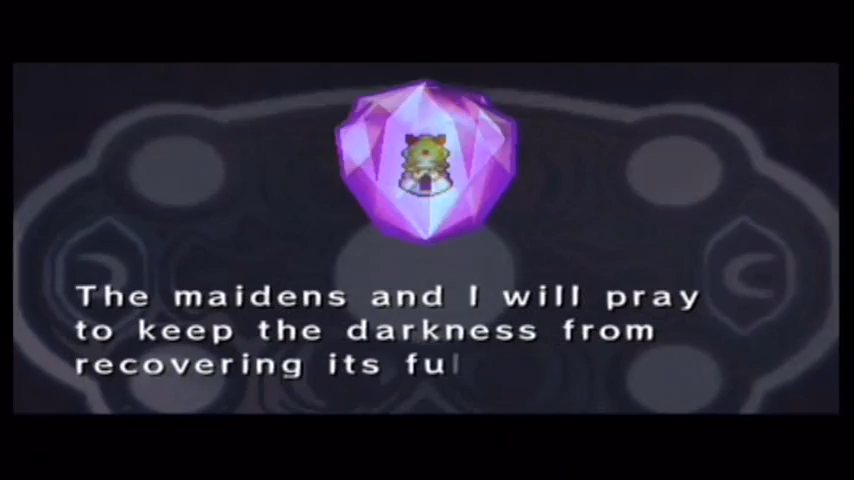 The maidens and I will pray
to keep the darkness from
recovering its ful